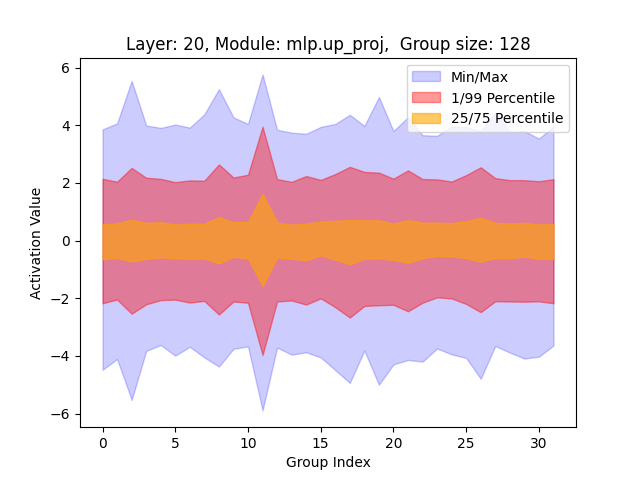 Layer: 20, Module: mlp.up_proj,  Group size: 128
Min/Max
1/99 Percentile
25/75 Percentile
Activation Value
6
4
2
0
−2
−4
−6
0 5 10 15 20 25 30
Group Index